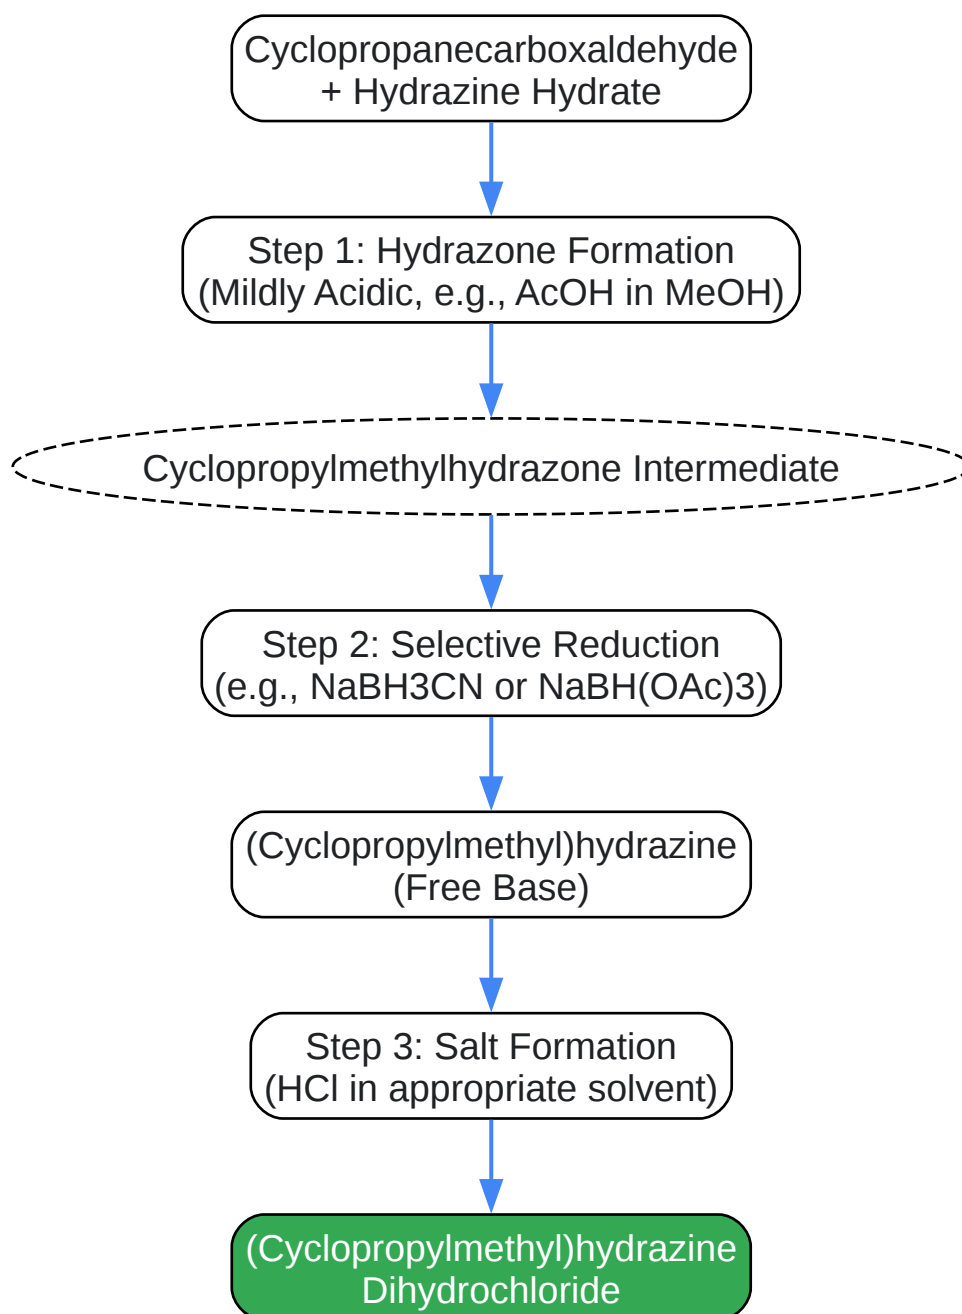 Cyclopropanecarboxaldehyde
+ Hydrazine Hydrate
Step 1: Hydrazone Formation
(Mildly Acidic, e.g., AcOH in MeOH)
Cyclopropylmethylhydrazone Intermediate
Step 2: Selective Reduction
(e.g., NaBH3CN or NaBH(OAc)3)
(Cyclopropylmethyl)hydrazine
(Free Base)
Step 3: Salt Formation
(HCl in appropriate solvent)
(Cyclopropylmethyl)hydrazine
Dihydrochloride